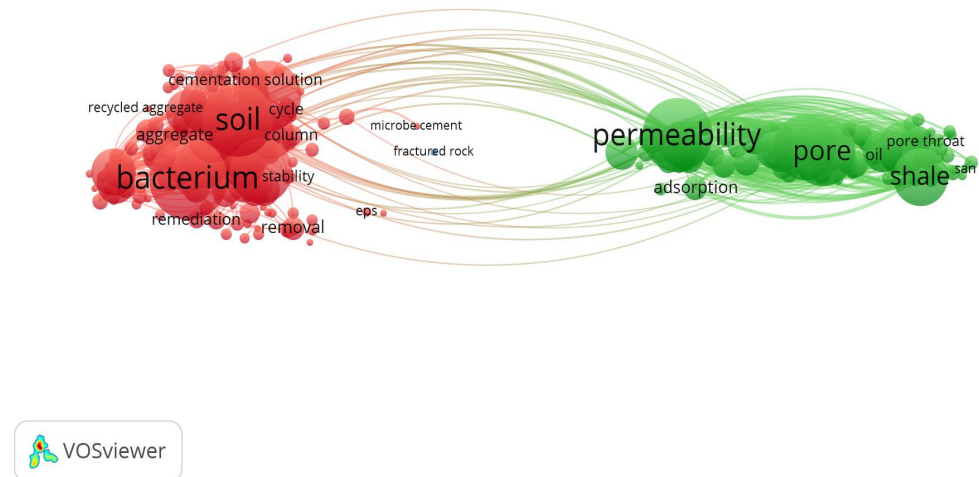 cementation solution
recycled aggregate
cycle
soil
aggregate
column
bacterium
stability
remediation
removal
microbe cement
fractured rock
eps
permeability
adsorption
pore
oil
pore throat
shale
san
VOSviewer